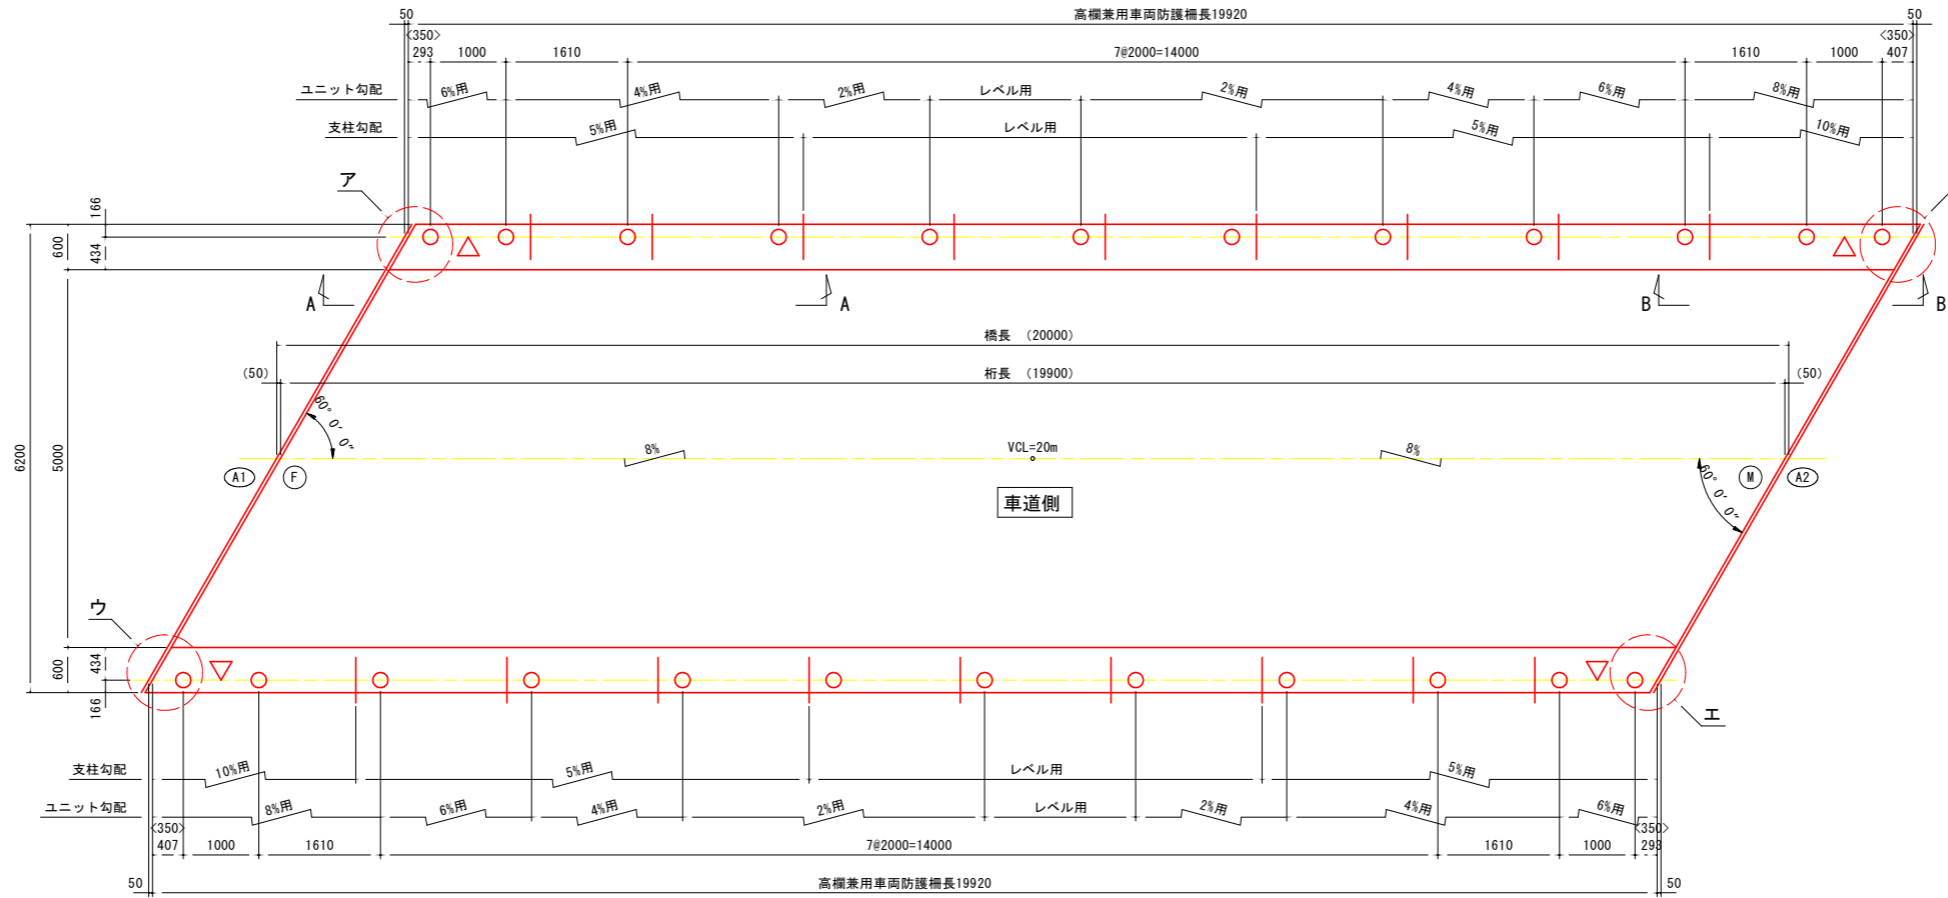 50 高欄兼用車両防護柵長19920 50
<350> <350>
293 1000 1610 7@2000=14000 1610 1000 407
ユニット勾配 6%用 4%用 2%用 レベル用 2%用 4%用 6%用 8%用
支柱勾配 5%用 レベル用 5%用 10%用
ア
166
600
434
A A B B
橋長 (20000)
(50) 桁長 (19900) (50)
60° 0′ 0″
6200
5000
8% VCL=20m 8%
A1 F M A2
60° 0′ 0″
車道側
ウ
434
600
166
エ
支柱勾配 10%用 5%用 レベル用 5%用
ユニット勾配 8%用 6%用 4%用 2%用 レベル用 2%用 4%用 6%用
<350> <350>
407 1000 1610 7@2000=14000 1610 1000 293
50 高欄兼用車両防護柵長19920 50